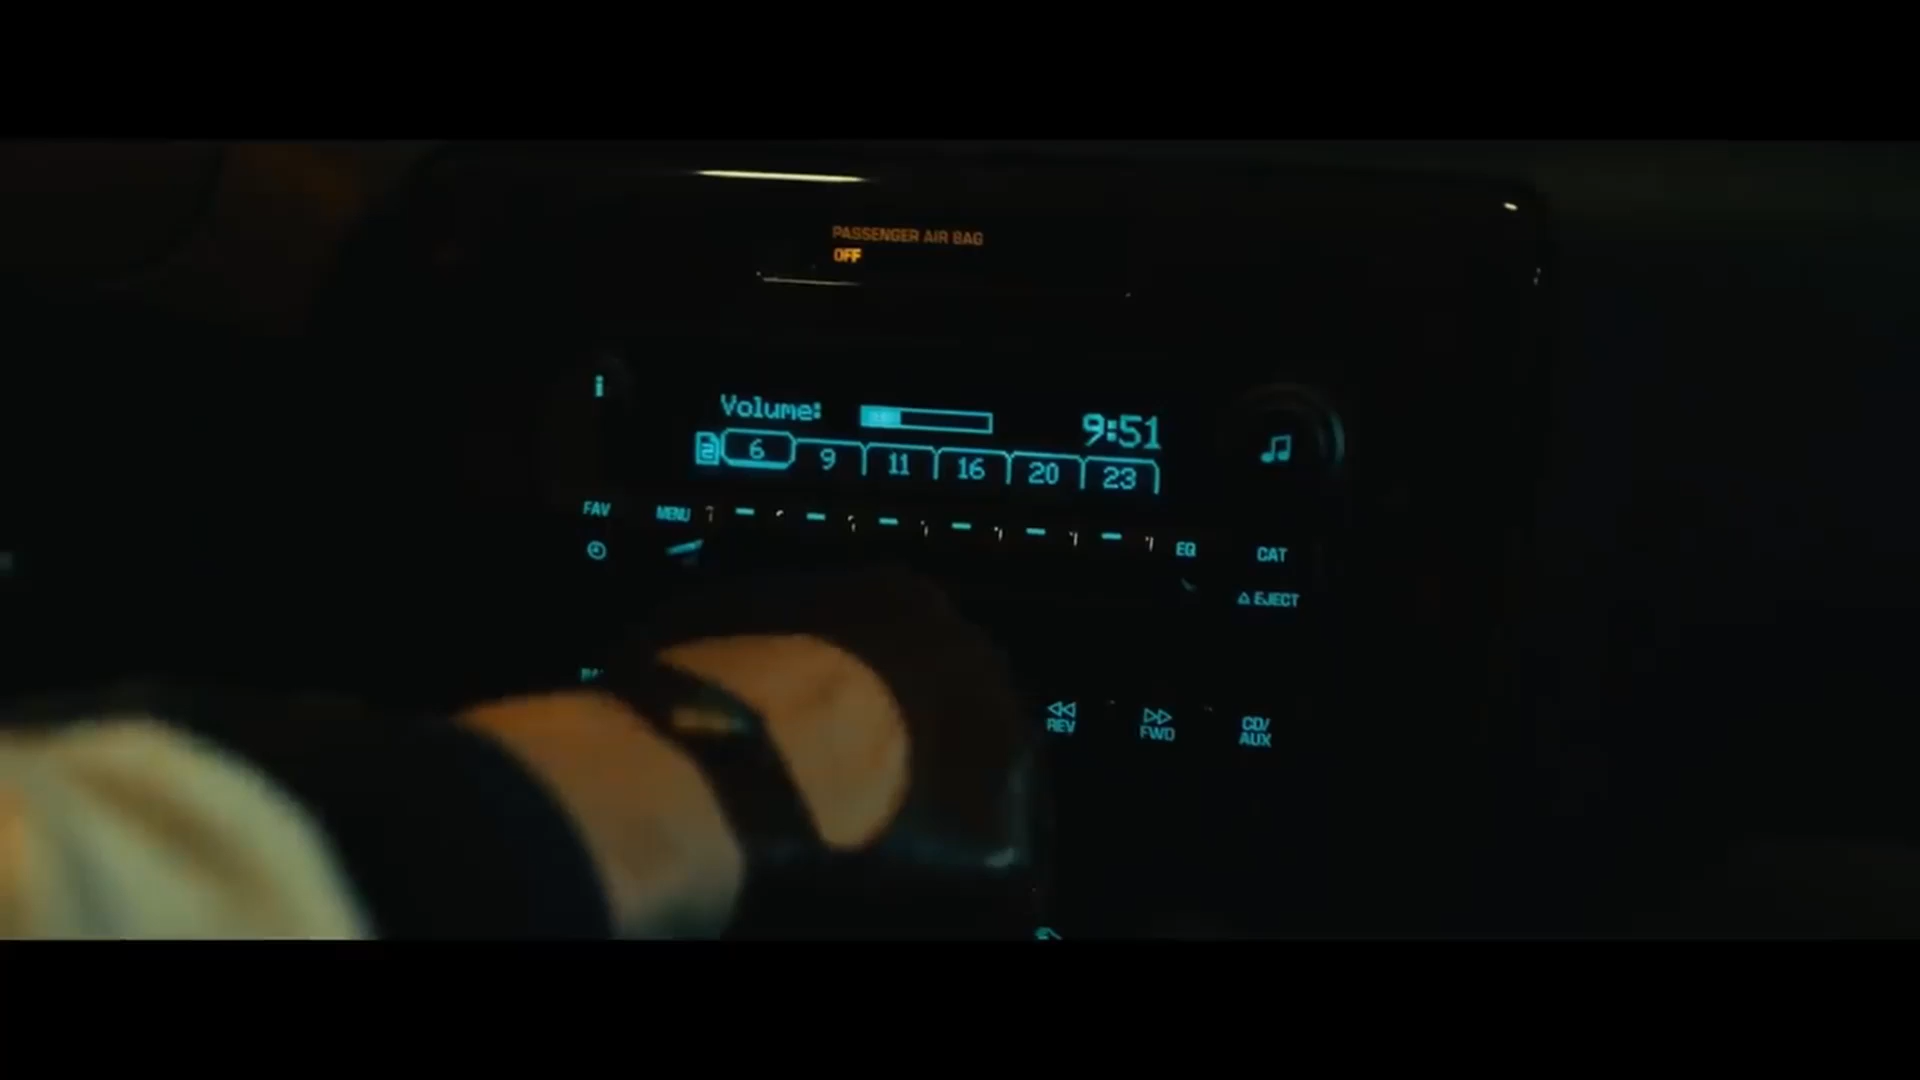 PASSENGER AIR BAG
OFF
i
Volume: 9:51
2 6 9 11 16 20 23
FAV MENU EQ CAT
EJECT
REV FWD CD/
AUX